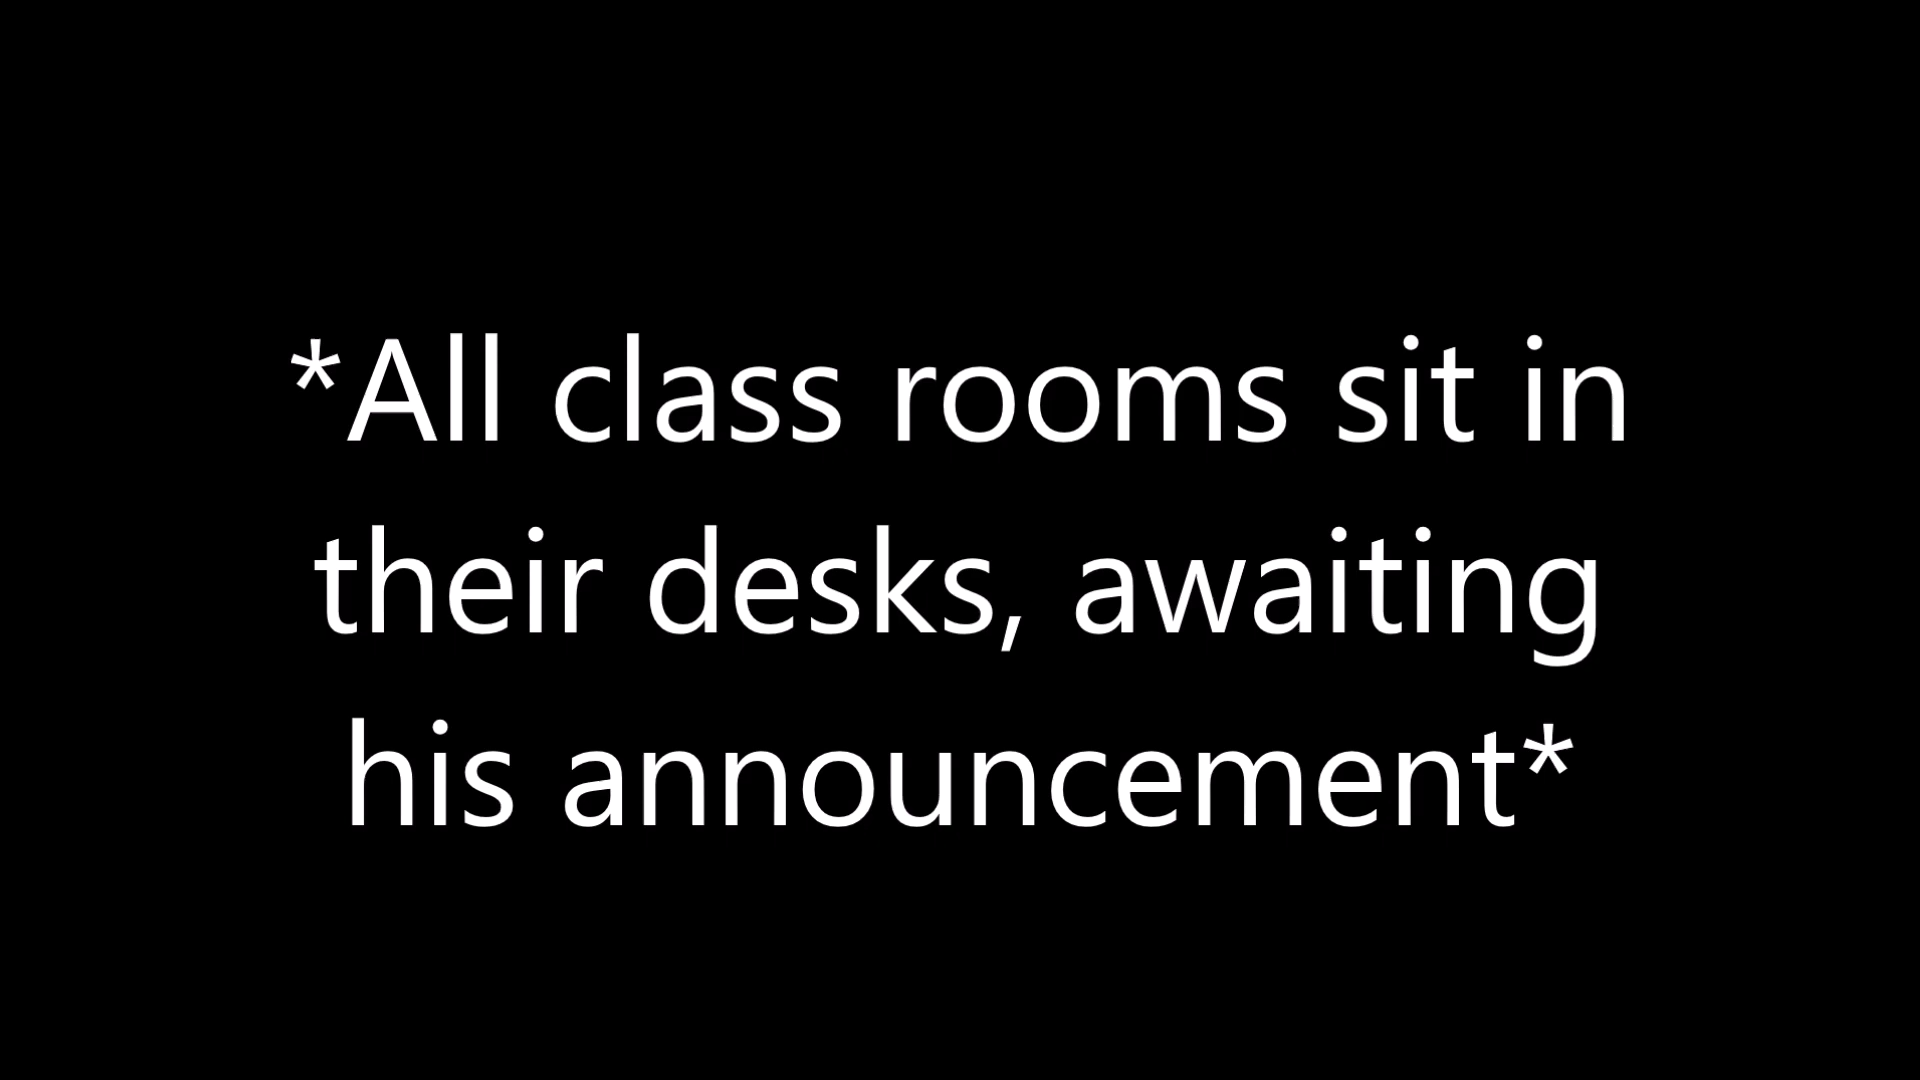 *All class rooms sit in
their desks, awaiting
his announcement*